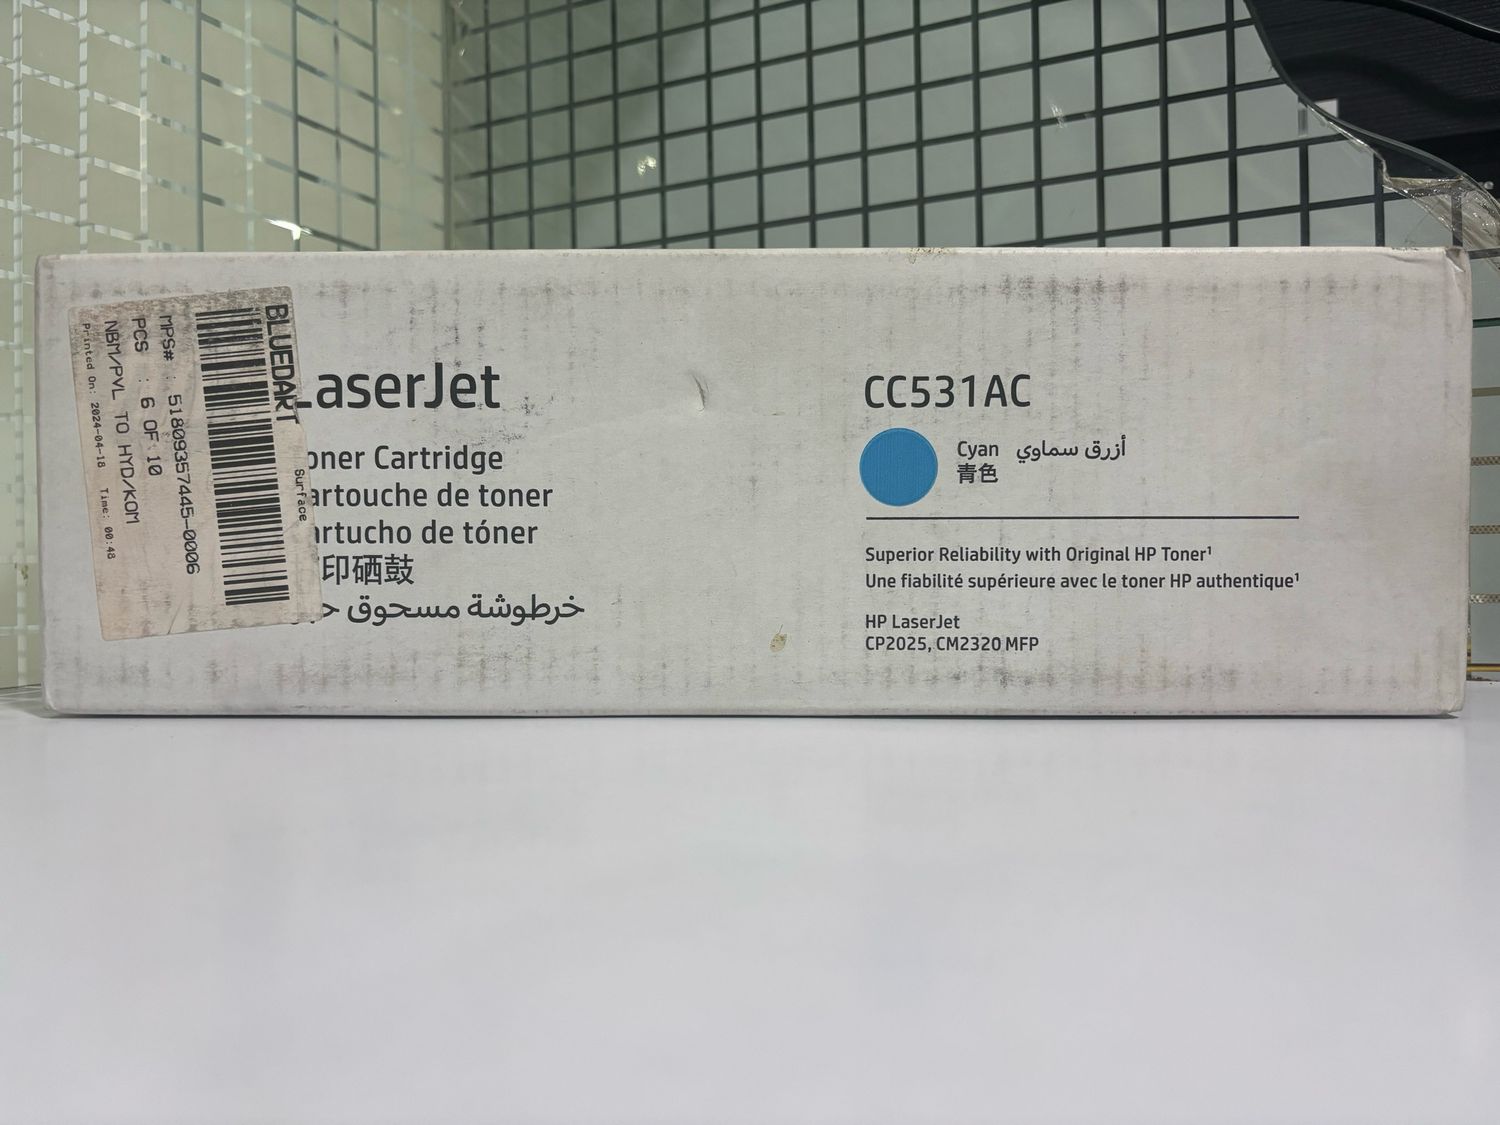 BLUEDART
Surface
MPS# : 51809357445-0006
PCS : 6 OF 10
NBM/PVL TO HYD/KOM
Printed On: 2024-04-18 Time: 00:48
LaserJet
oner Cartridge
artouche de toner
artucho de tóner
印硒鼓
خرطوشة مسحوق
CC531AC
Cyan أزرق سماوي
青色
Superior Reliability with Original HP Toner¹
Une fiabilité supérieure avec le toner HP authentique¹
HP LaserJet
CP2025, CM2320 MFP